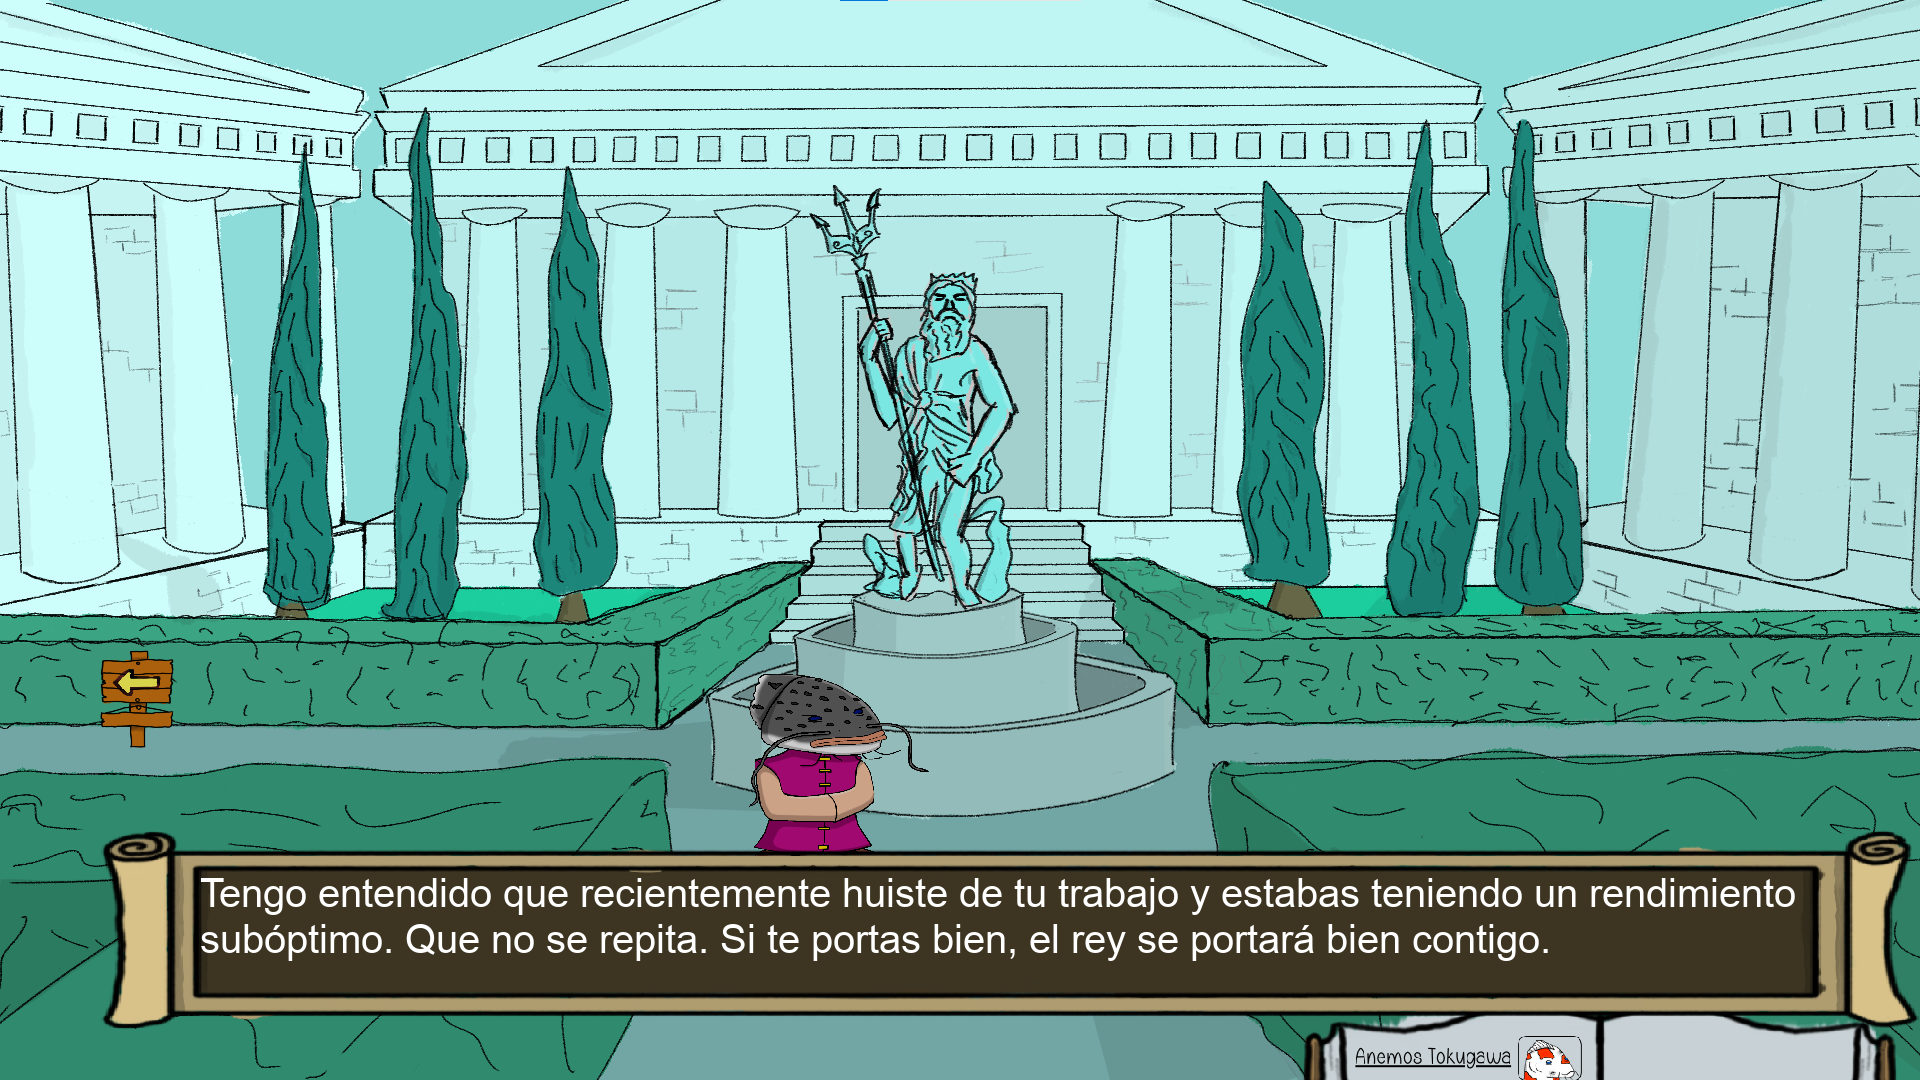 Tengo entendido que recientemente huiste de tu trabajo y estabas teniendo un rendimiento
subóptimo. Que no se repita. Si te portas bien, el rey se portará bien contigo.
Anemos Tokugawa